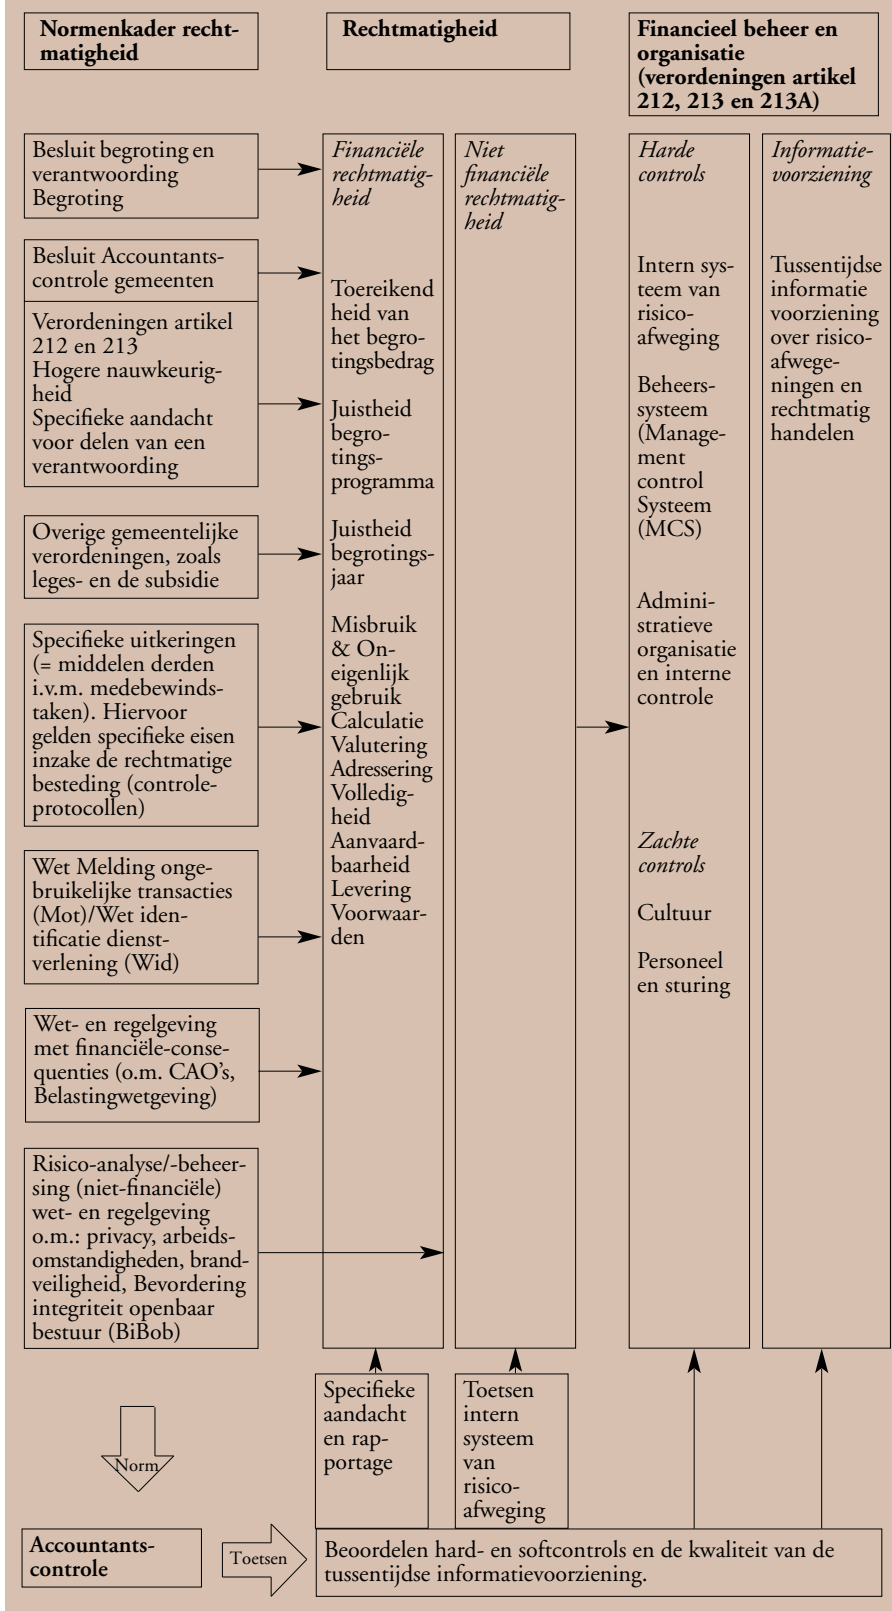 Normenkader recht-
matigheid
Rechtmatigheid
Financieel beheer en
organisatie
(verordeningen artikel
212, 213 en 213A)
Besluit begroting en
verantwoording
Begroting
Besluit Accountants-
controle gemeenten
Verordeningen artikel
212 en 213
Hogere nauwkeurig-
heid
Specifieke aandacht
voor delen van een
verantwoording
Overige gemeentelijke
verordeningen, zoals
leges- en de subsidie
Specifieke uitkeringen
(= middelen derden
i.v.m. medebewinds-
taken). Hiervoor
gelden specifieke eisen
inzake de rechtmatige
besteding (controle-
protocollen)
Wet Melding onge-
bruikelijke transacties
(Mot)/Wet iden-
tificatie dienst-
verlening (Wid)
Wet- en regelgeving
met financiële-conse-
quenties (o.m. CAO's,
Belastingwetgeving)
Risico-analyse/-beheer-
sing (niet-financiële)
wet- en regelgeving
o.m.: privacy, arbeids-
omstandigheden, brand-
veiligheid, Bevordering
integriteit openbaar
bestuur (BiBob)
Financiële
rechtmatig-
heid
Toereikend
heid van
het begro-
tingsbedrag
Juistheid
begro-
tings-
programma
Juistheid
begrotings-
jaar
Misbruik
& On-
eigenlijk
gebruik
Calculatie
Valutering
Adressering
Volledig-
heid
Aanvaard-
baarheid
Levering
Voorwaar-
den
Niet
financiële
rechtmatig-
heid
Harde
controls
Intern sys-
teem van
risico-
afweging
Beheers-
systeem
(Manage-
ment
control
Systeem
(MCS)
Admini-
stratieve
organisatie
en interne
controle
Zachte
controls
Cultuur
Personeel
en sturing
Informatie-
voorziening
Tussentijdse
informatie
voorziening
over risico-
afwege-
ningen en
rechtmatig
handelen
Specifieke
aandacht
en rap-
portage
Toetsen
intern
systeem
van
risico-
afweging
Norm
Accountants-
controle
Toetsen
Beoordelen hard- en softcontrols en de kwaliteit van de
tussentijdse informatievoorziening.